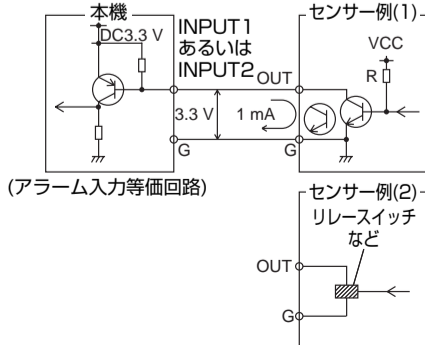 本機
DC3.3 V
INPUT1
あるいは
INPUT2
3.3 V
G
(アラーム入力等価回路)
センサー例(1)
VCC
R
OUT
1 mA
G
センサー例(2)
リレースイッチ
など
OUT
G